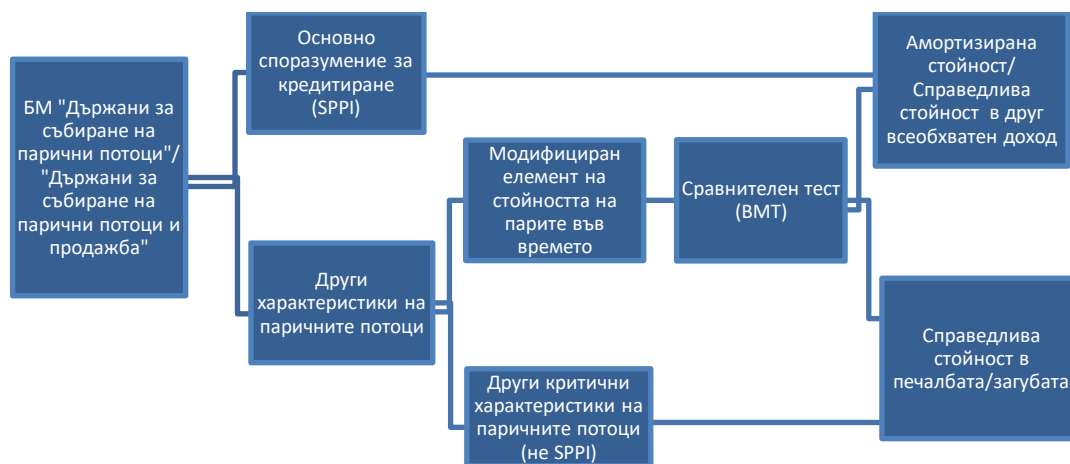 БМ "Държани за
събиране на
парични потоци"/
"Държани за
събиране на
парични потоци и
продажба"
Основно
споразумение за
кредитиране
(SPPI)
Други
характеристики на
паричните потоци
Модифициран
елемент на
стойността на
парите във
времето
Други критични
характеристики на
паричните потоци
(не SPPI)
Сравнителен тест
(BMT)
Амортизирана
стойност/
Справедлива
стойност в друг
всеобхватен доход
Справедлива
стойност в
печалбата/загубата